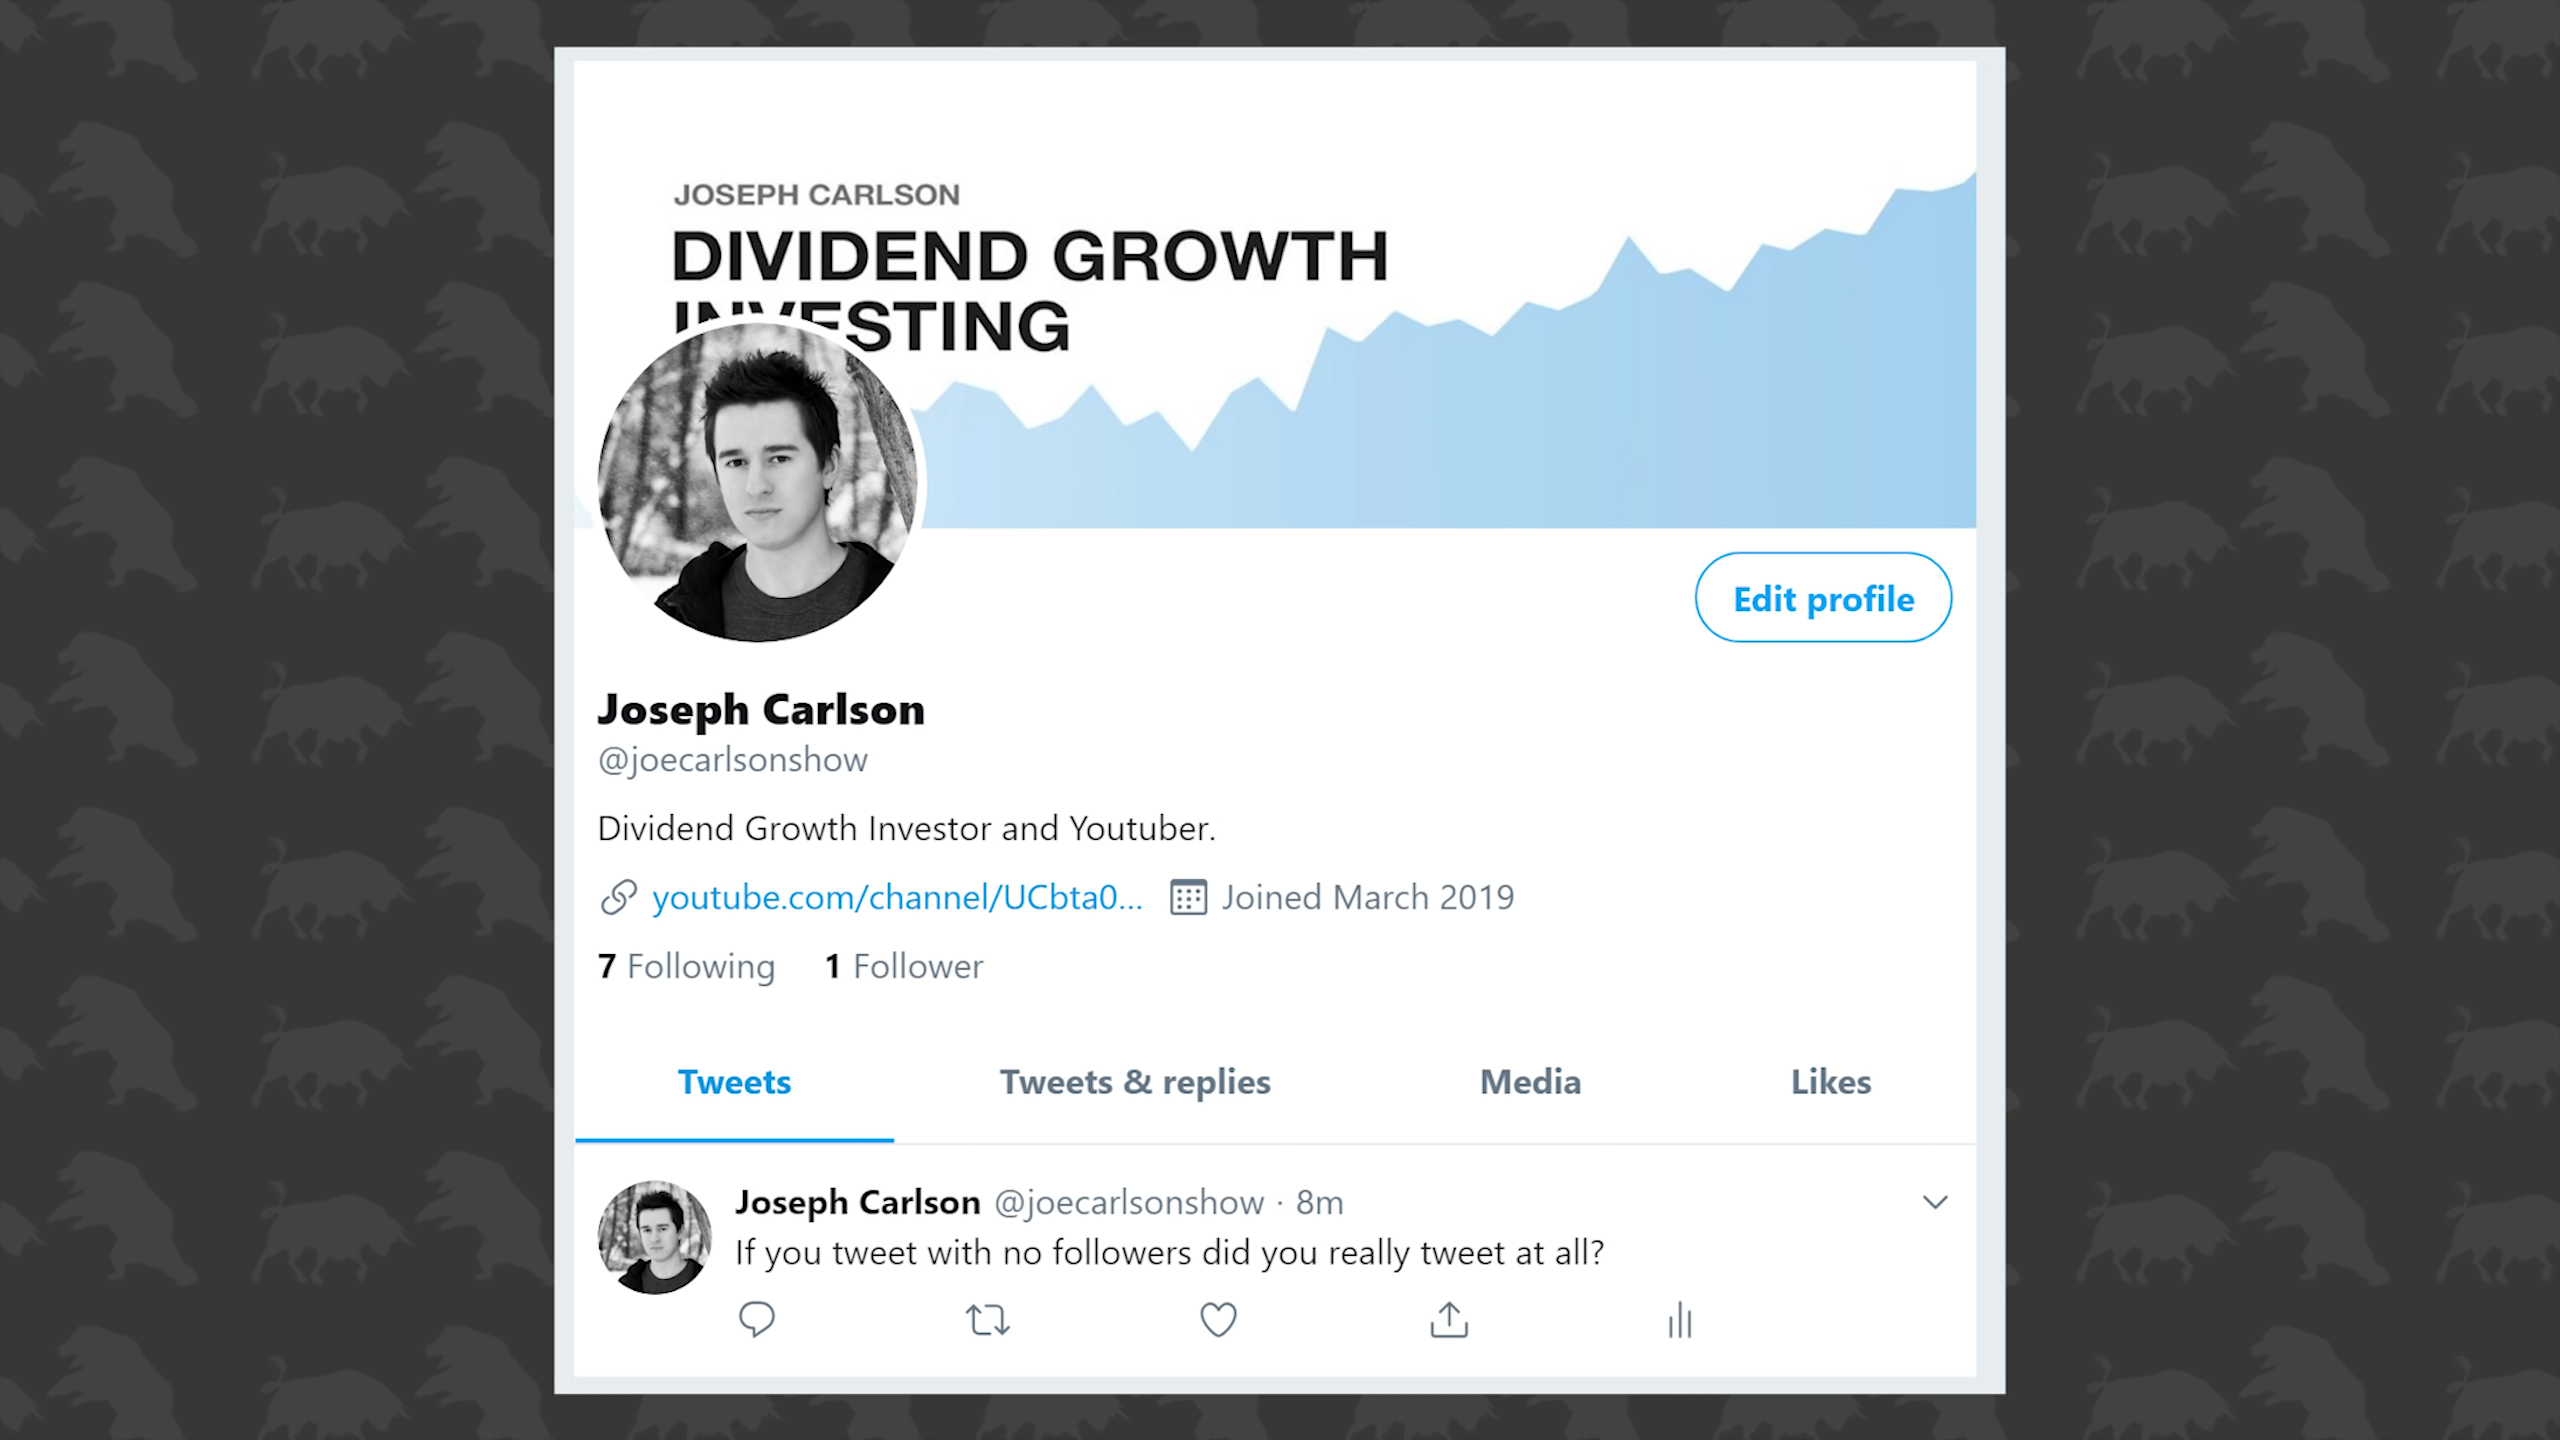 JOSEPH CARLSON
DIVIDEND GROWTH
INVESTING
Edit profile
Joseph Carlson
@joecarlsonshow
Dividend Growth Investor and Youtuber.
youtube.com/channel/UCbta0... Joined March 2019
7 Following 1 Follower
Tweets Tweets & replies Media Likes
Joseph Carlson @joecarlsonshow · 8m
If you tweet with no followers did you really tweet at all?